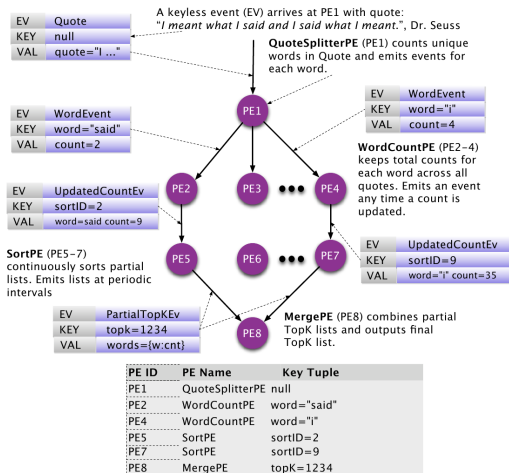 A keyless event (EV) arrives at PE1 with quote:
"I meant what I said and I said what I meant.", Dr. Seuss
EV Quote
KEY null
VAL quote="I ..."
QuoteSplitterPE (PE1) counts unique
words in Quote and emits events for
each word.
PE1
EV WordEvent
KEY word="said"
VAL count=2
EV WordEvent
KEY word="i"
VAL count=4
WordCountPE (PE2-4)
keeps total counts for
each word across all
quotes. Emits an event
any time a count is
updated.
PE2
PE3
PE4
EV UpdatedCountEv
KEY sortID=2
VAL word=said count=9
EV UpdatedCountEv
KEY sortID=9
VAL word="i" count=35
SortPE (PE5-7)
continuously sorts partial
lists. Emits lists at periodic
intervals
PE5
PE6
PE7
EV PartialTopKEv
KEY topk=1234
VAL words={w:cnt}
MergePE (PE8) combines partial
TopK lists and outputs final
TopK list.
PE8
PE ID PE Name Key Tuple
PE1 QuoteSplitterPE null
PE2 WordCountPE word="said"
PE4 WordCountPE word="i"
PE5 SortPE sortID=2
PE7 SortPE sortID=9
PE8 MergePE topK=1234